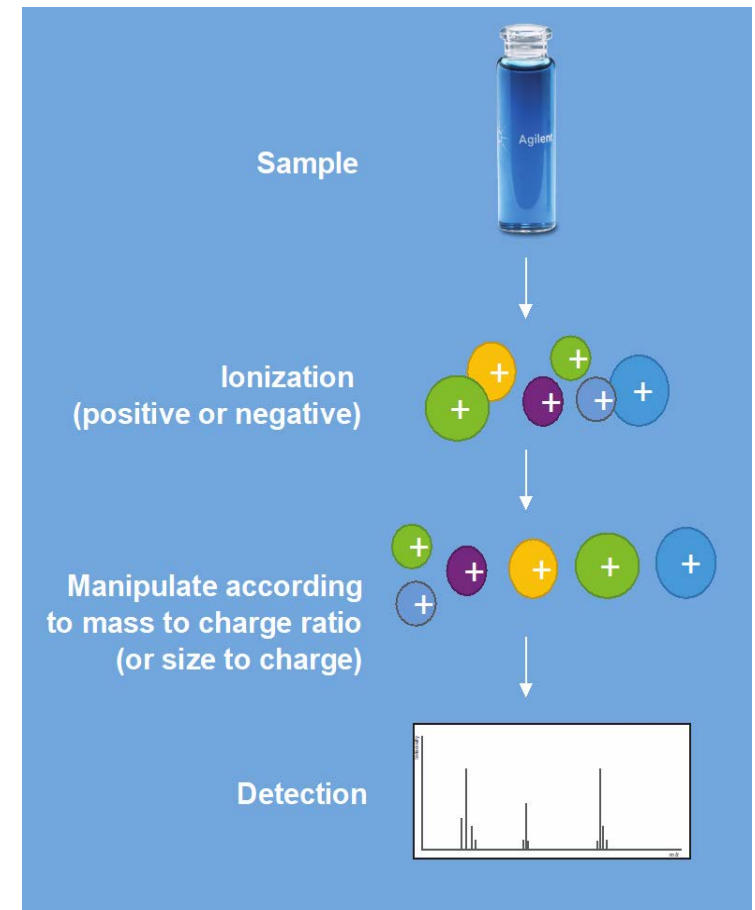 Agilent
Sample
Ionization
(positive or negative)
+ + + + + +
Manipulate according
to mass to charge ratio
(or size to charge)
+ + + + + +
Detection
m/z